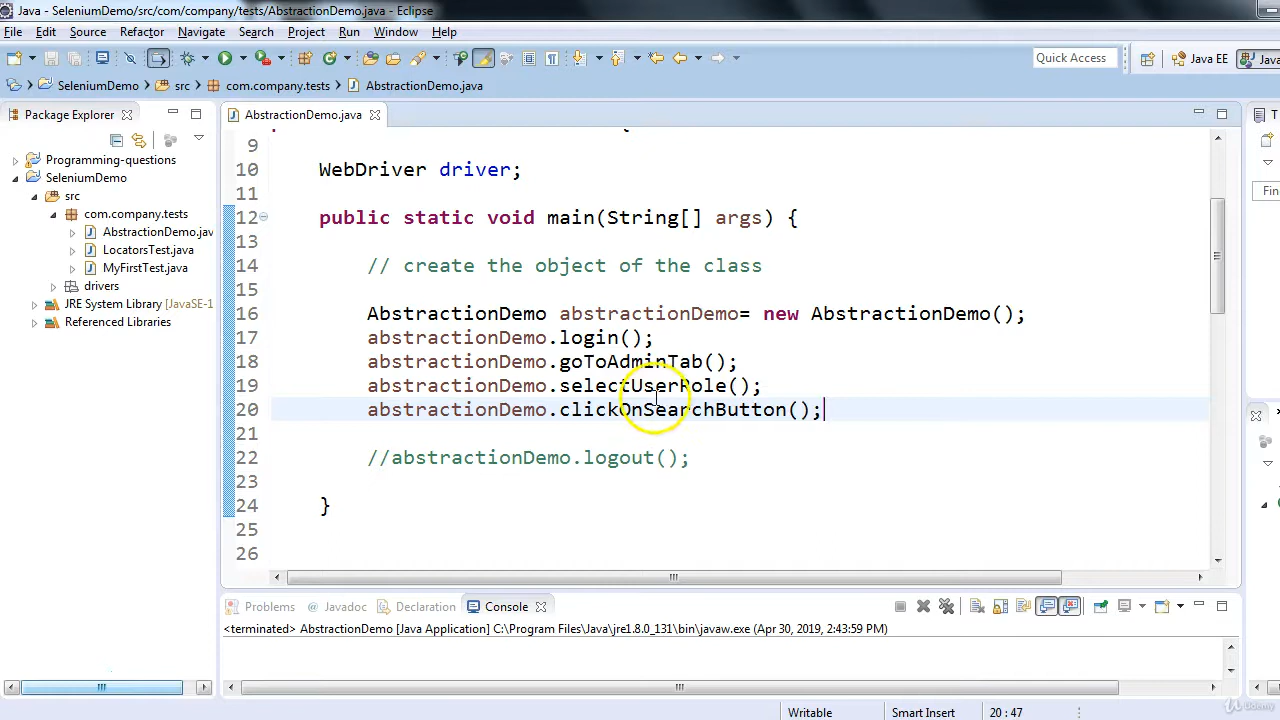 Java - SeleniumDemo/src/com/company/tests/AbstractionDemo.java - Eclipse
File Edit Source Refactor Navigate Search Project Run Window Help
Quick Access Java EE Java
SeleniumDemo src com.company.tests AbstractionDemo.java
Package Explorer
AbstractionDemo.java
Programming-questions
SeleniumDemo
src
com.company.tests
AbstractionDemo.jav
LocatorsTest.java
MyFirstTest.java
drivers
JRE System Library [JavaSE-1
Referenced Libraries
9
10 WebDriver driver;
11
12 public static void main(String[] args) {
13
14 // create the object of the class
15
16 AbstractionDemo abstractionDemo= new AbstractionDemo();
17 abstractionDemo.login();
18 abstractionDemo.goToAdminTab();
19 abstractionDemo.selectUserRole();
20 abstractionDemo.clickOnSearchButton();
21
22 //abstractionDemo.logout();
23
24 }
25
26
T
Fin
Problems Javadoc Declaration Console
<terminated> AbstractionDemo [Java Application] C:\Program Files\Java\jre1.8.0_131\bin\javaw.exe (Apr 30, 2019, 2:43:59 PM)
Writable Smart Insert 20 : 47
Udemy